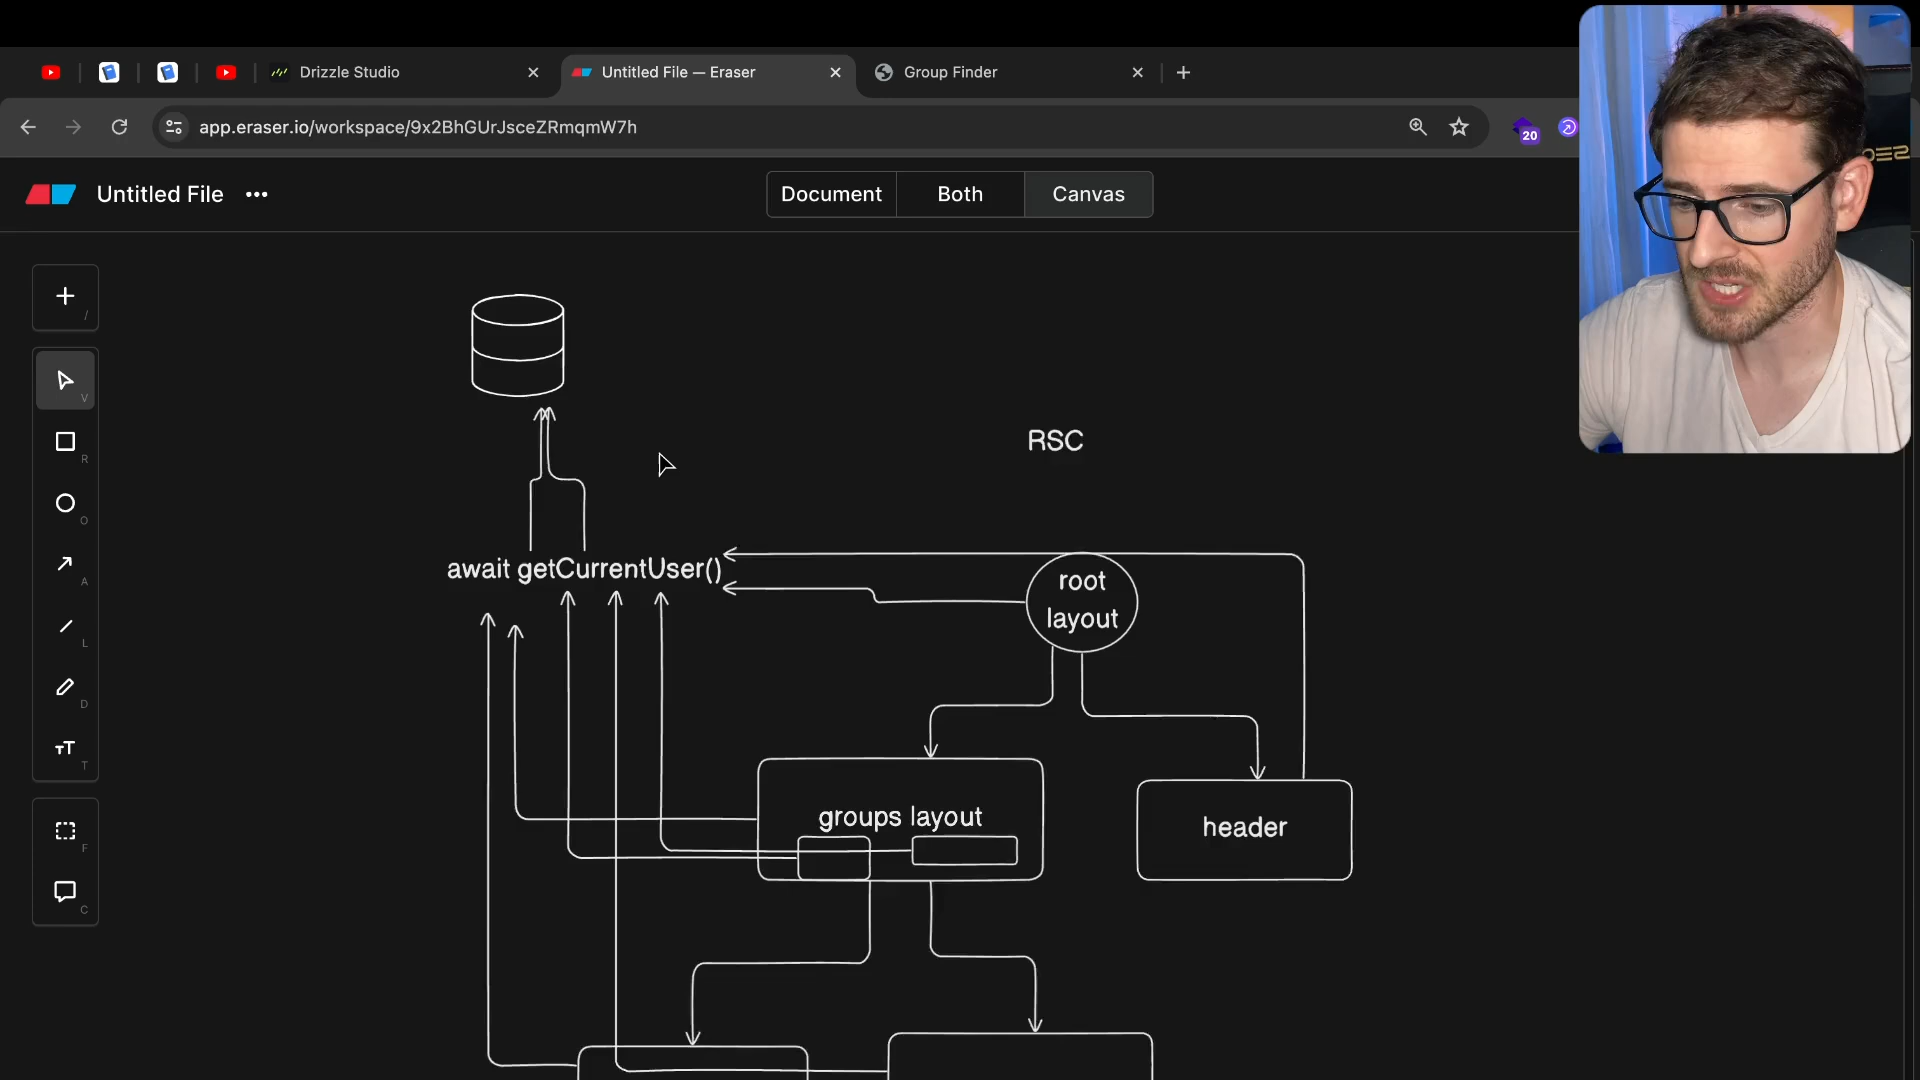 Drizzle Studio
Untitled File — Eraser
Group Finder
app.eraser.io/workspace/9x2BhGUrJsceZRmqmW7h
20
Untitled File
Document
Both
Canvas
/
V
R
O
A
L
D
T
F
C
RSC
await getCurrentUser()
root
layout
groups layout
header